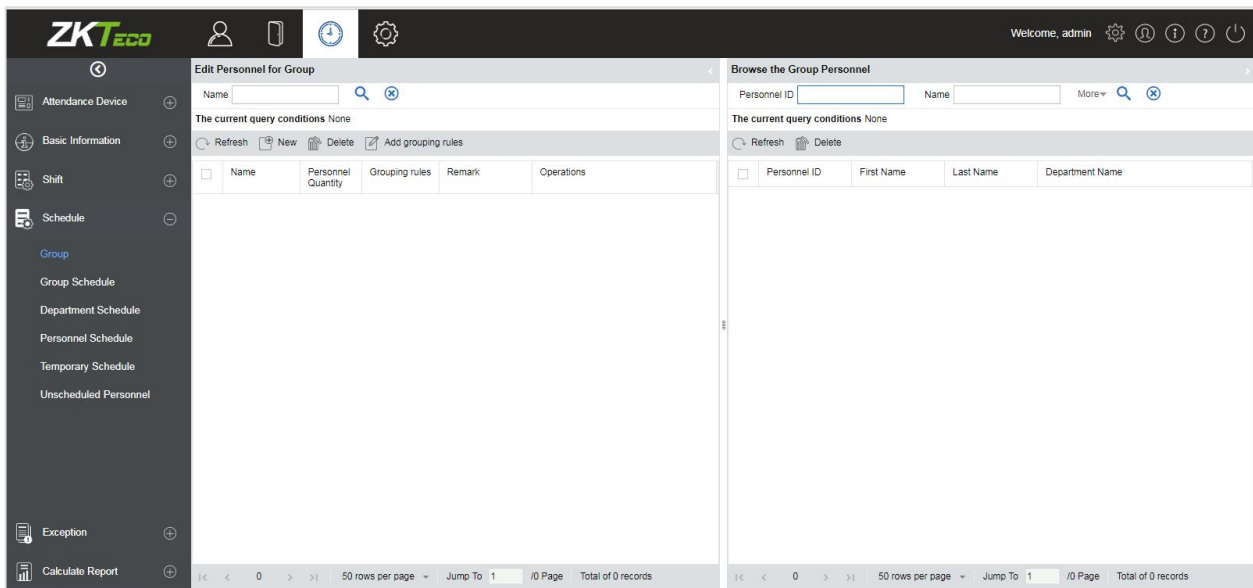 ZKTECO
Welcome, admin
Attendance Device
Basic Information
Shift
Schedule
Group
Group Schedule
Department Schedule
Personnel Schedule
Temporary Schedule
Unscheduled Personnel
Exception
Calculate Report
Edit Personnel for Group
Name
The current query conditions None
Refresh New Delete Add grouping rules
Name Personnel Quantity Grouping rules Remark Operations
0 50 rows per page Jump To 1 /0 Page Total of 0 records
Browse the Group Personnel
Personnel ID Name More
The current query conditions None
Refresh Delete
Personnel ID First Name Last Name Department Name
0 50 rows per page Jump To 1 /0 Page Total of 0 records